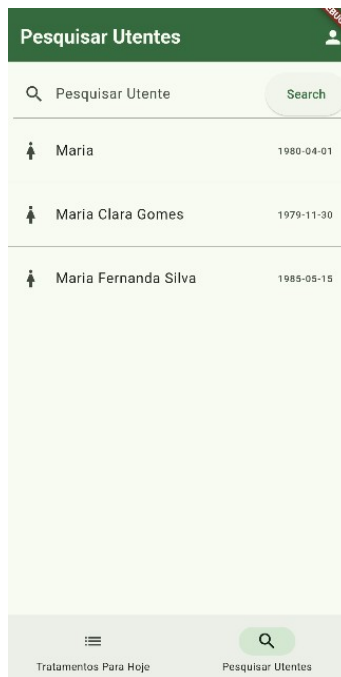 Pesquisar Utentes
Pesquisar Utente Search
Maria 1980-04-01
Maria Clara Gomes 1979-11-30
Maria Fernanda Silva 1985-05-15
Tratamentos Para Hoje Pesquisar Utentes